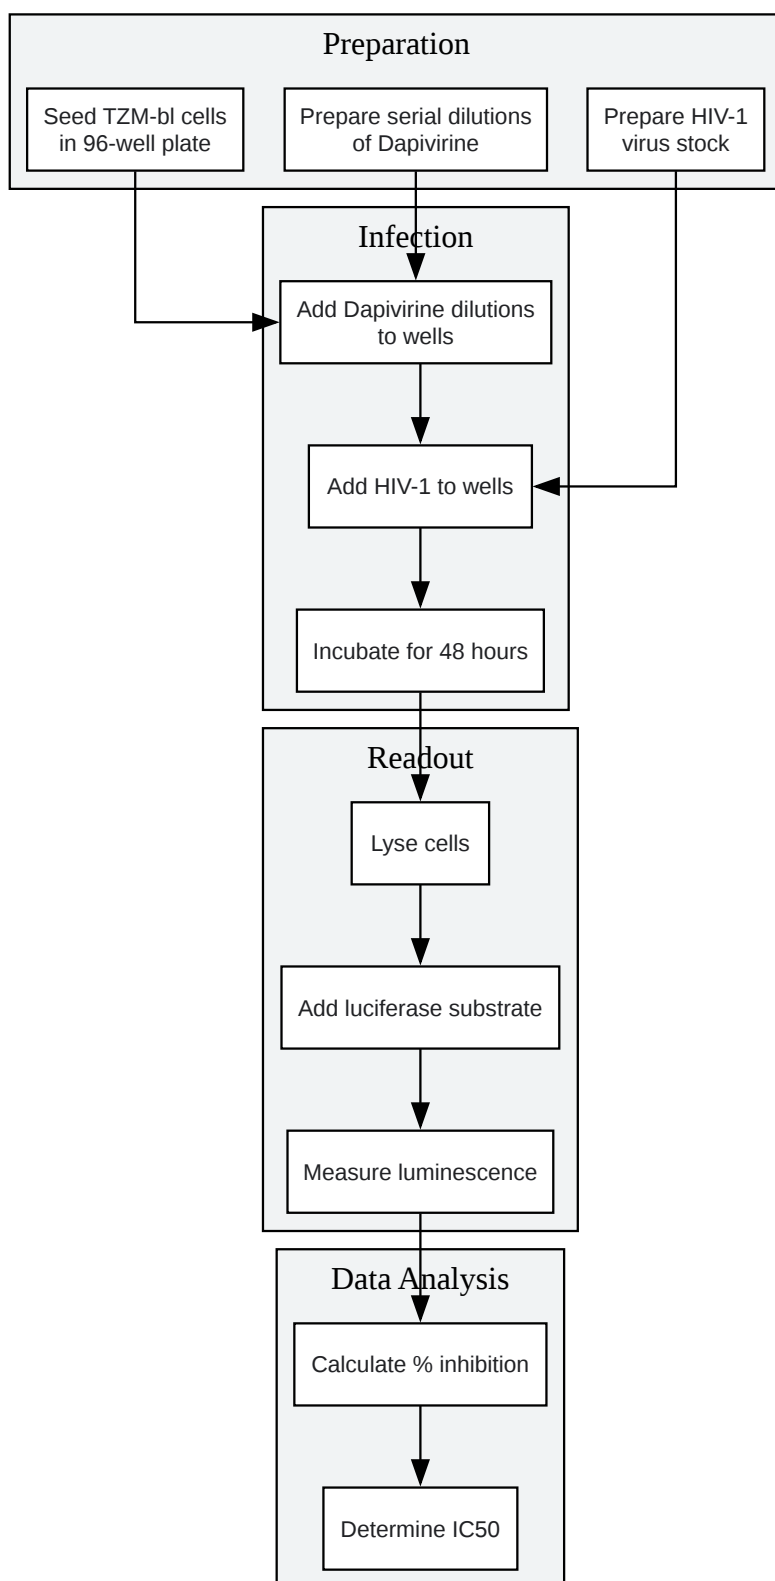 Preparation
Seed TZM-bl cells
in 96-well plate
Prepare serial dilutions
of Dapivirine
Prepare HIV-1
virus stock
Infection
Add Dapivirine dilutions
to wells
Add HIV-1 to wells
Incubate for 48 hours
Readout
Lyse cells
Add luciferase substrate
Measure luminescence
Data Analysis
Calculate % inhibition
Determine IC50